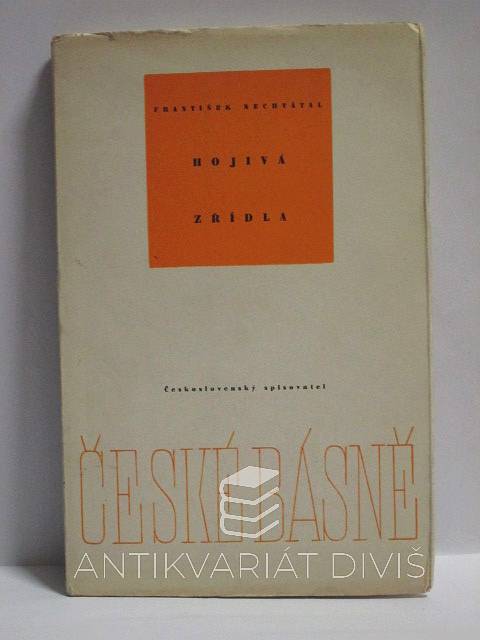 FRANTIŠEK NECHVÁTAL
HOJIVÁ
ZŘÍDLA
Československý spisovatel
ČESKÉ BÁSNĚ
ANTIKVARIÁT DIVIŠ